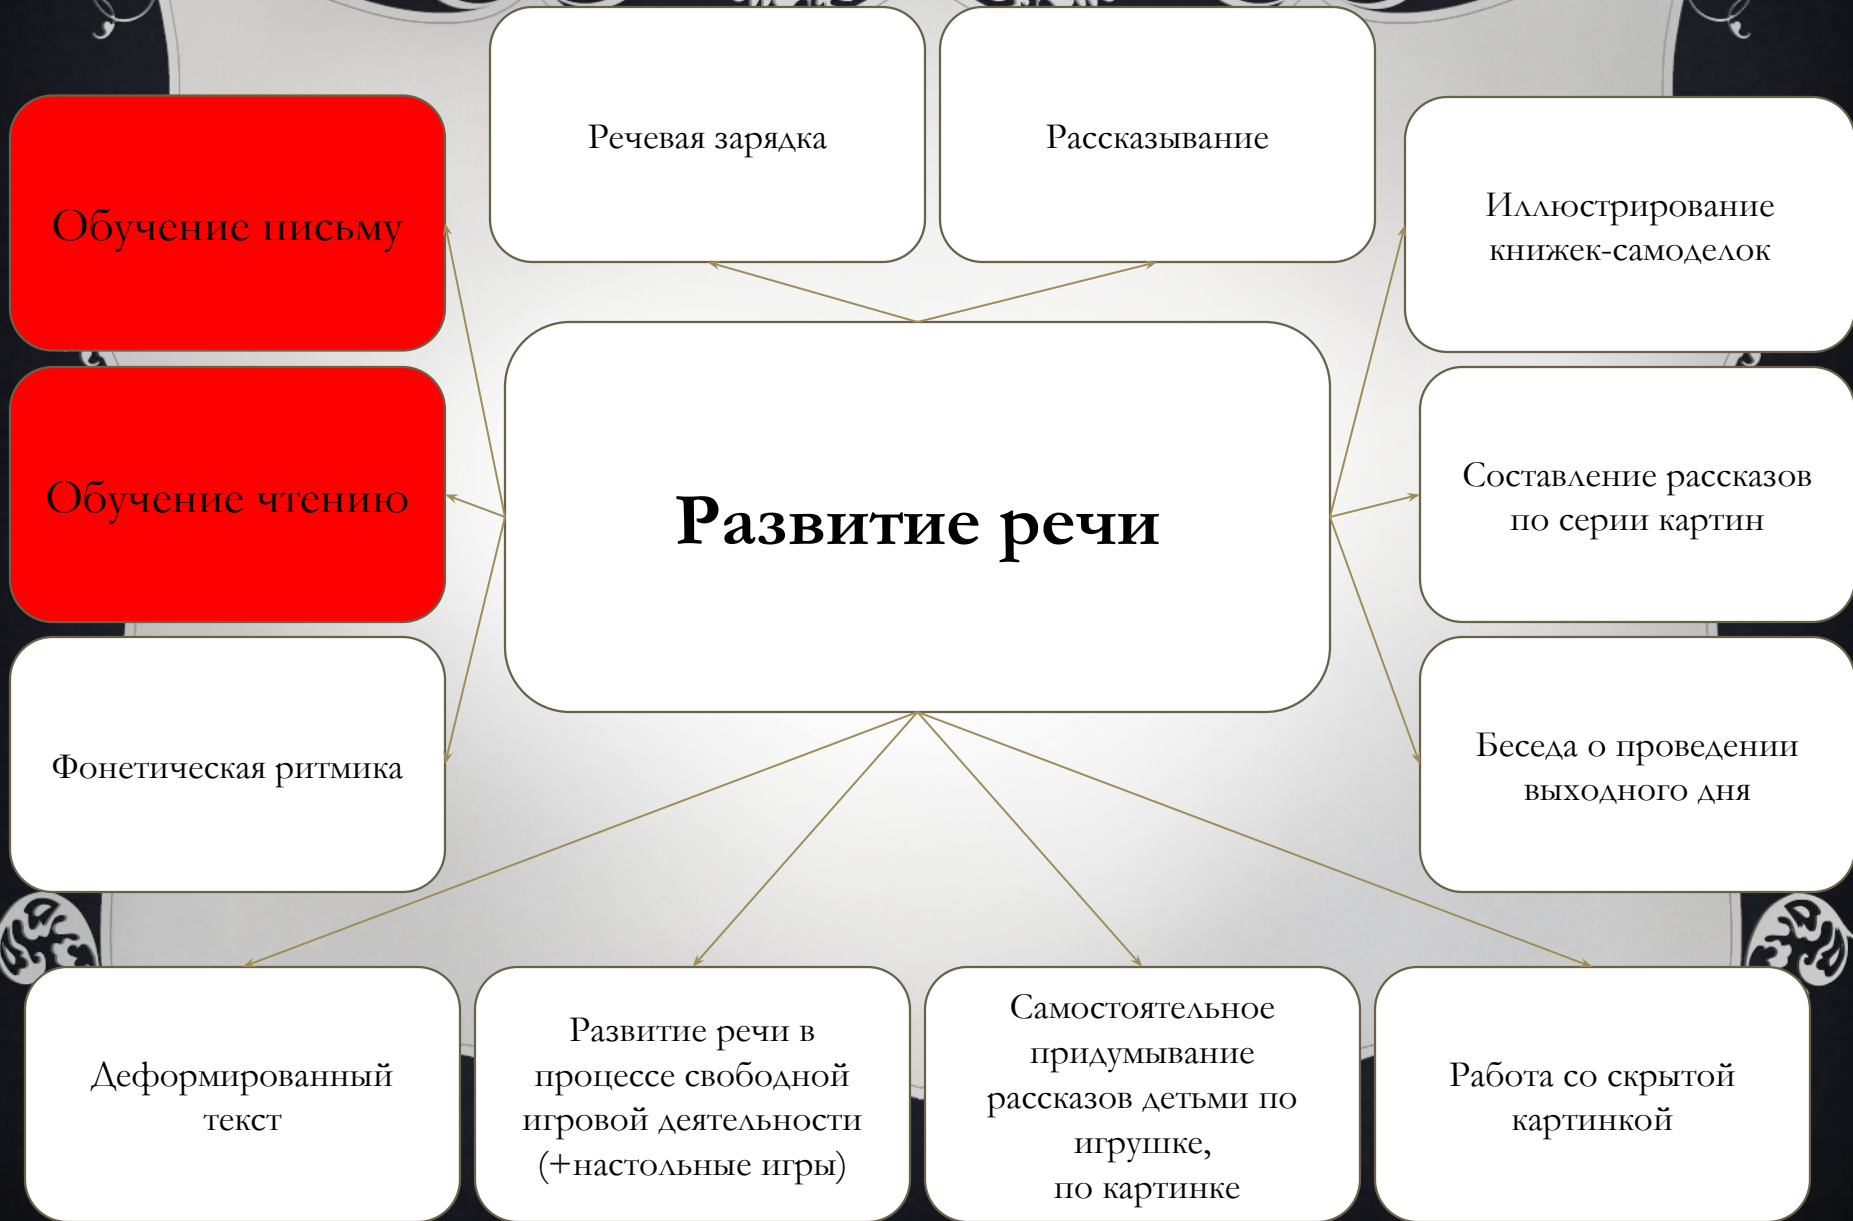 Речевая зарядка
Рассказывание
Обучение письму
Иллюстрирование
книжек-самоделок
Обучение чтению
Развитие речи
Составление рассказов
по серии картин
Фонетическая ритмика
Беседа о проведении
выходного дня
Деформированный
текст
Развитие речи в
процессе свободной
игровой деятельности
(+настольные игры)
Самостоятельное
придумывание
рассказов детьми по
игрушке,
по картинке
Работа со скрытой
картинкой